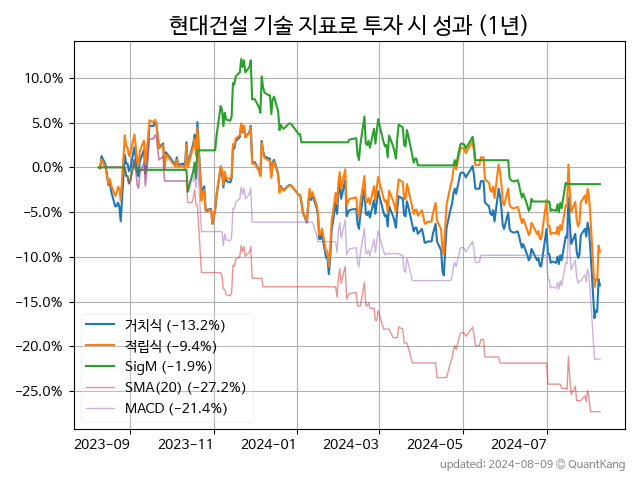 현대건설 기술 지표로 투자 시 성과 (1년)
10.0%
5.0%
0.0%
−5.0%
−10.0%
−15.0%
−20.0%
−25.0%
거치식 (−13.2%)
적립식 (−9.4%)
SigM (−1.9%)
SMA(20) (−27.2%)
MACD (−21.4%)
2023-09 2023-11 2024-01 2024-03 2024-05 2024-07
updated: 2024-08-09 © QuantKang